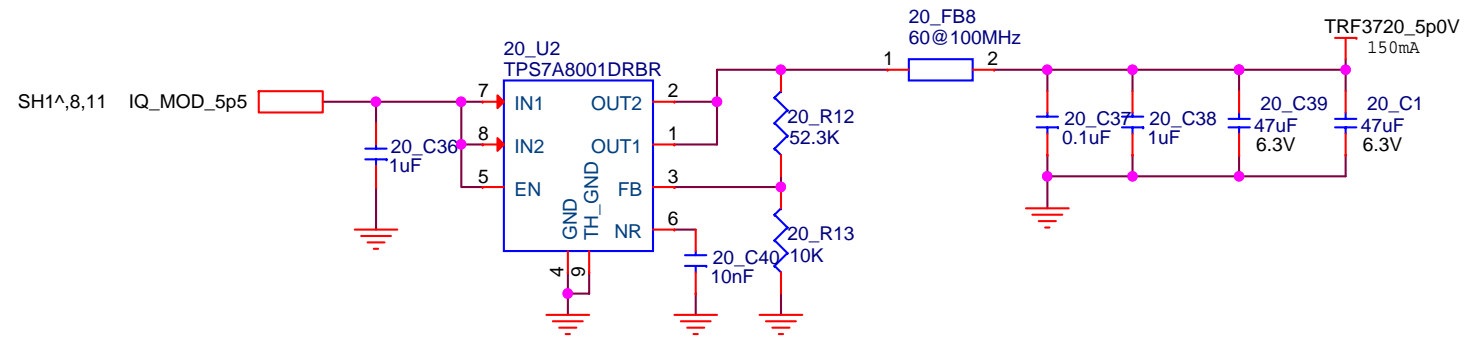 20_FB8
60@100MHz
1
2
TRF3720_5p0V
150mA
20_U2
TPS7A8001DRBR
SH1^,8,11 IQ_MOD_5p5
7
IN1
OUT2
2
8
IN2
OUT1
1
5
EN
FB
3
GND
TH_GND
NR
6
4
9
20_C36
1uF
20_R12
52.3K
20_R13
10K
20_C40
10nF
20_C37
0.1uF
20_C38
1uF
20_C39
47uF
6.3V
20_C1
47uF
6.3V